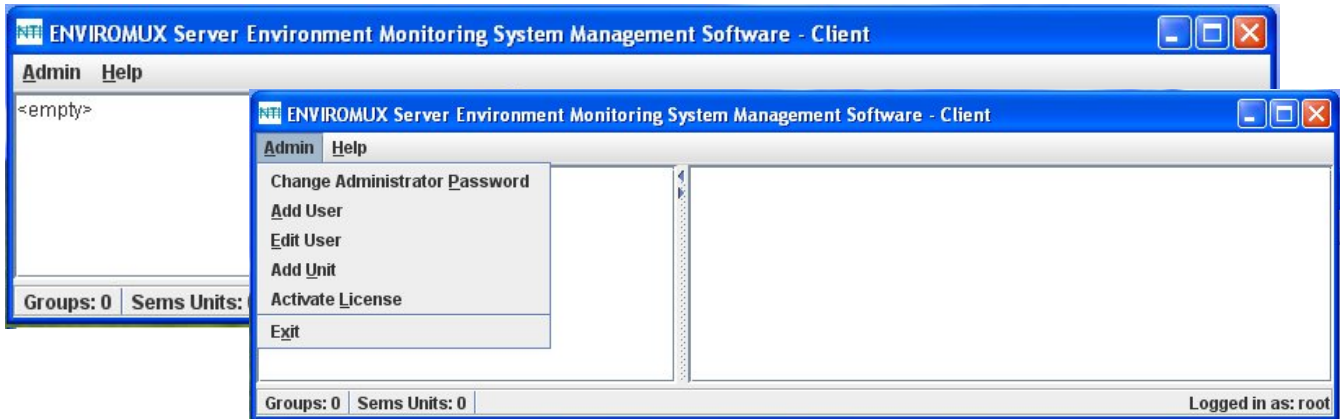 NTI ENVIROMUX Server Environment Monitoring System Management Software - Client
Admin Help
<empty>
Groups: 0 Sems Units:
NTI ENVIROMUX Server Environment Monitoring System Management Software - Client
Admin Help
Change Administrator Password
Add User
Edit User
Add Unit
Activate License
Exit
Groups: 0 Sems Units: 0 Logged in as: root